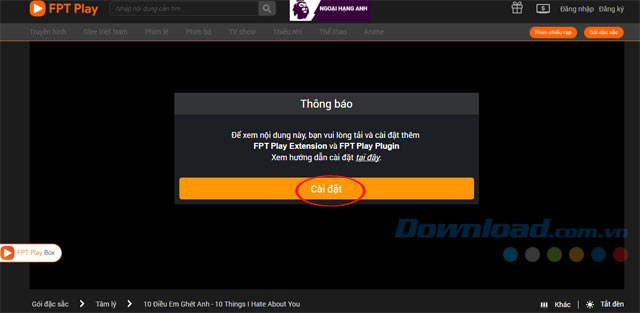 FPT Play
Nhập nội dung cần tìm...
NGOẠI HẠNG ANH
Đăng nhập Đăng ký
Truyền hình Glee Việt Nam Phim lẻ Phim bộ TV show Thiếu nhi Thể thao Anime
Phim chiếu rạp Gói đặc sắc
Thông báo
Để xem nội dung này, bạn vui lòng tải và cài đặt thêm
FPT Play Extension và FPT Play Plugin
Xem hướng dẫn cài đặt tại đây.
Cài đặt
Download.com.vn
FPT Play Box
Gói đặc sắc Tâm lý 10 Điều Em Ghét Anh - 10 Things I Hate About You
Khác Tắt đèn